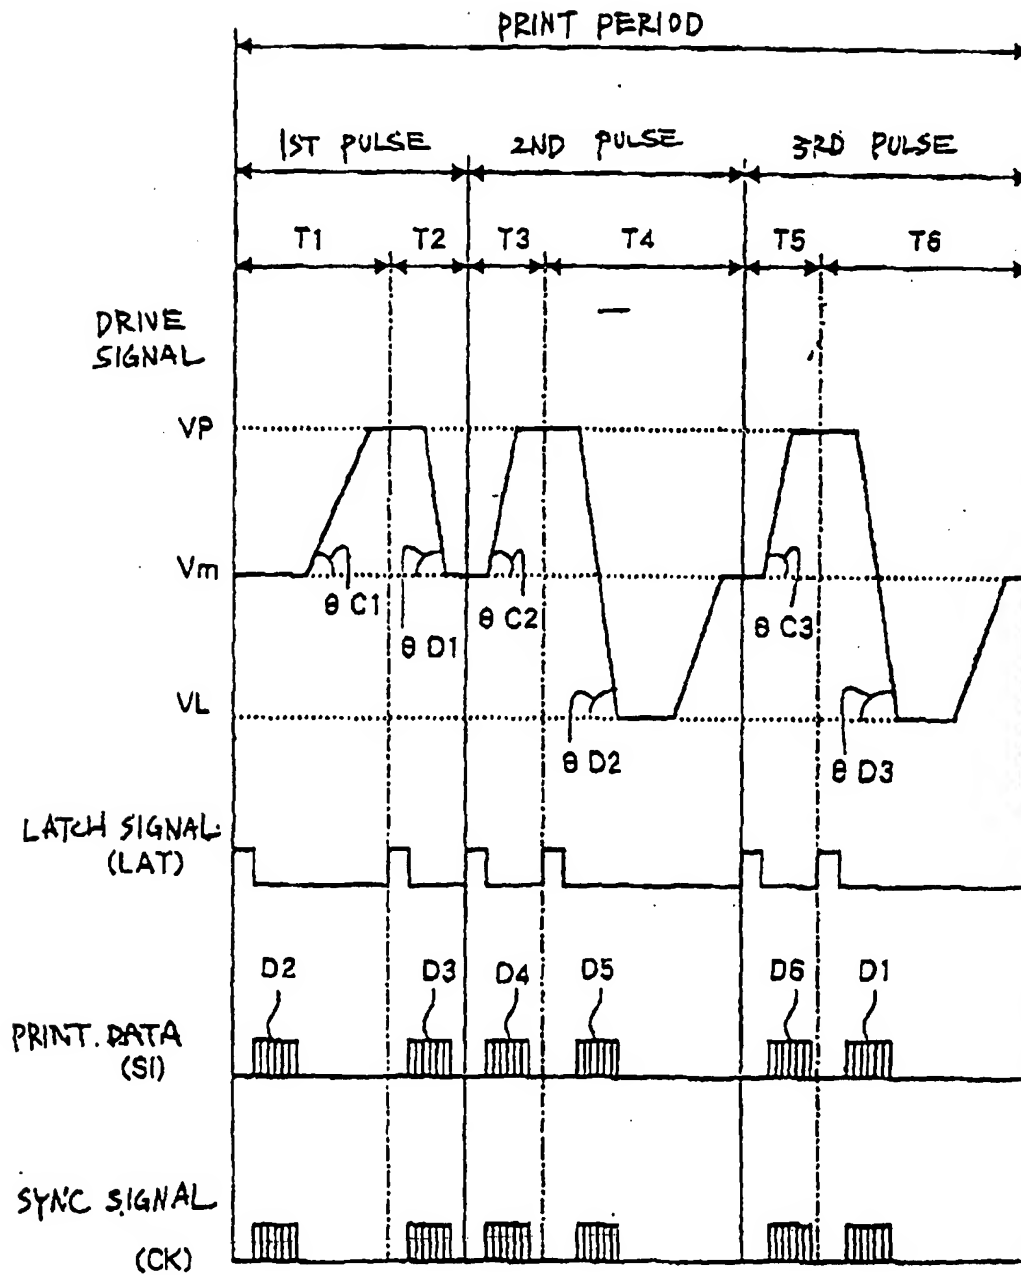 PRINT PERIOD
1ST PULSE 2ND PULSE 3RD PULSE
T1 T2 T3 T4 T5 T6
DRIVE
SIGNAL
VP
Vm
θ C1 θ D1 θ C2 θ C3
VL
θ D2 θ D3
LATCH SIGNAL
(LAT)
D2 D3 D4 D5 D6 D1
PRINT. DATA
(SI)
SYNC SIGNAL
(CK)